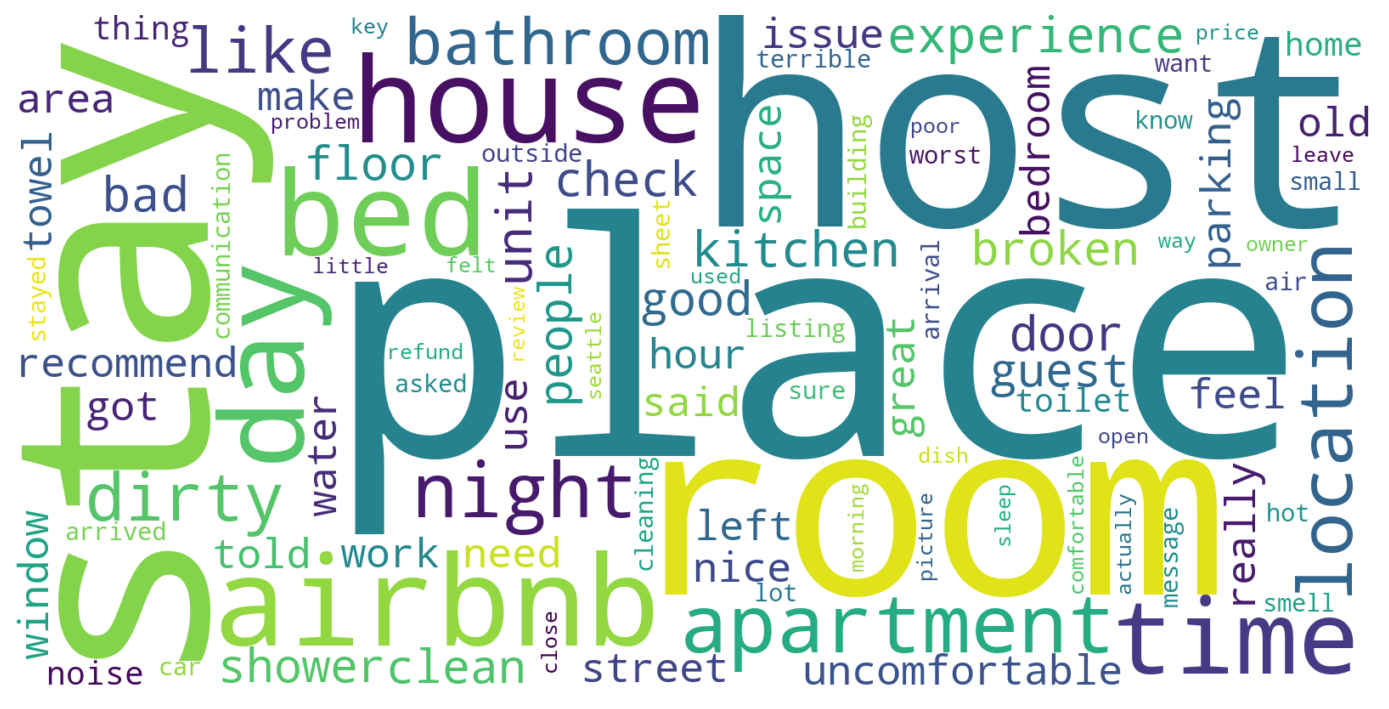 thing
key
like
bathroom
host
issue
experience
price
home
terrible
want
area
make
house
problem
stay
bedroom
space
poor
know
parking
old
worst
leave
small
towel
bad
communication
floor
outside
bed
unit
check
building
sheet
kitchen
broken
way
owner
little
felt
people
used
arrival
air
location
stayed
day
place
good
review
seattle
listing
hour
great
door
guest
toilet
feel
recommend
refund
asked
said
sure
got
use
water
open
dirty
night
room
dish
cleaning
left
morning
picture
sleep
comfortable
actually
message
really
hot
window
arrived
told
work
need
nice
lot
smell
airbnb
apartment
time
noise
car
shower
clean
close
street
uncomfortable